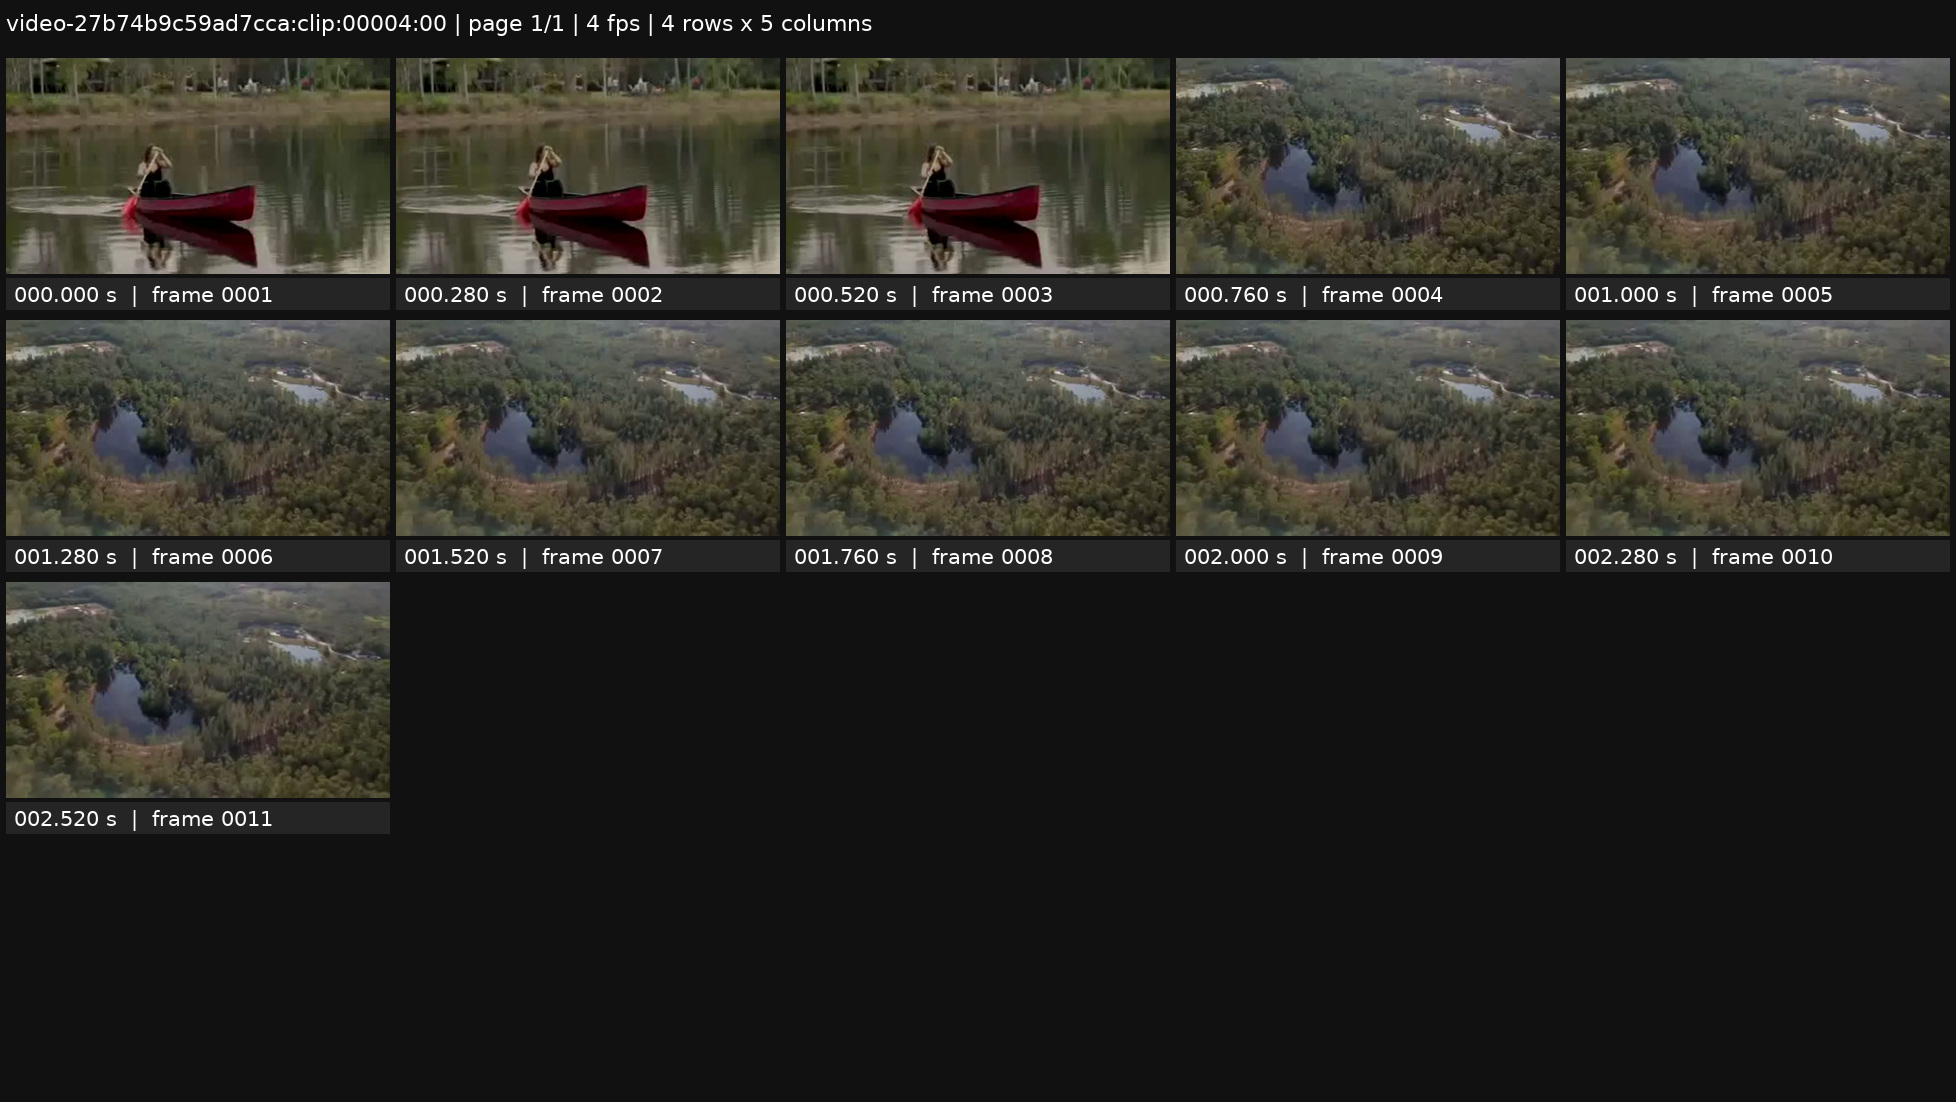 video-27b74b9c59ad7cca:clip:00004:00 | page 1/1 | 4 fps | 4 rows x 5 columns
000.000 s | frame 0001
000.280 s | frame 0002
000.520 s | frame 0003
000.760 s | frame 0004
001.000 s | frame 0005
001.280 s | frame 0006
001.520 s | frame 0007
001.760 s | frame 0008
002.000 s | frame 0009
002.280 s | frame 0010
002.520 s | frame 0011